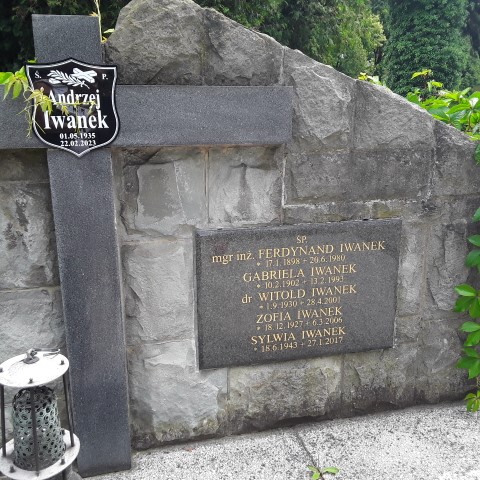 Ś. P.
Andrzej
Iwanek
01.05.1935
22.02.2023
ŚP.
mgr inż. FERDYNAND IWANEK
* 17.1.1898 + 20.6.1980
GABRIELA IWANEK
* 10.2.1902 + 13.2.1993
dr WITOLD IWANEK
* 1.9.1930 + 28.4.2001
ZOFIA IWANEK
* 18.12.1927 + 6.3.2006
SYLWIA IWANEK
* 18.6.1943 + 27.1.2017